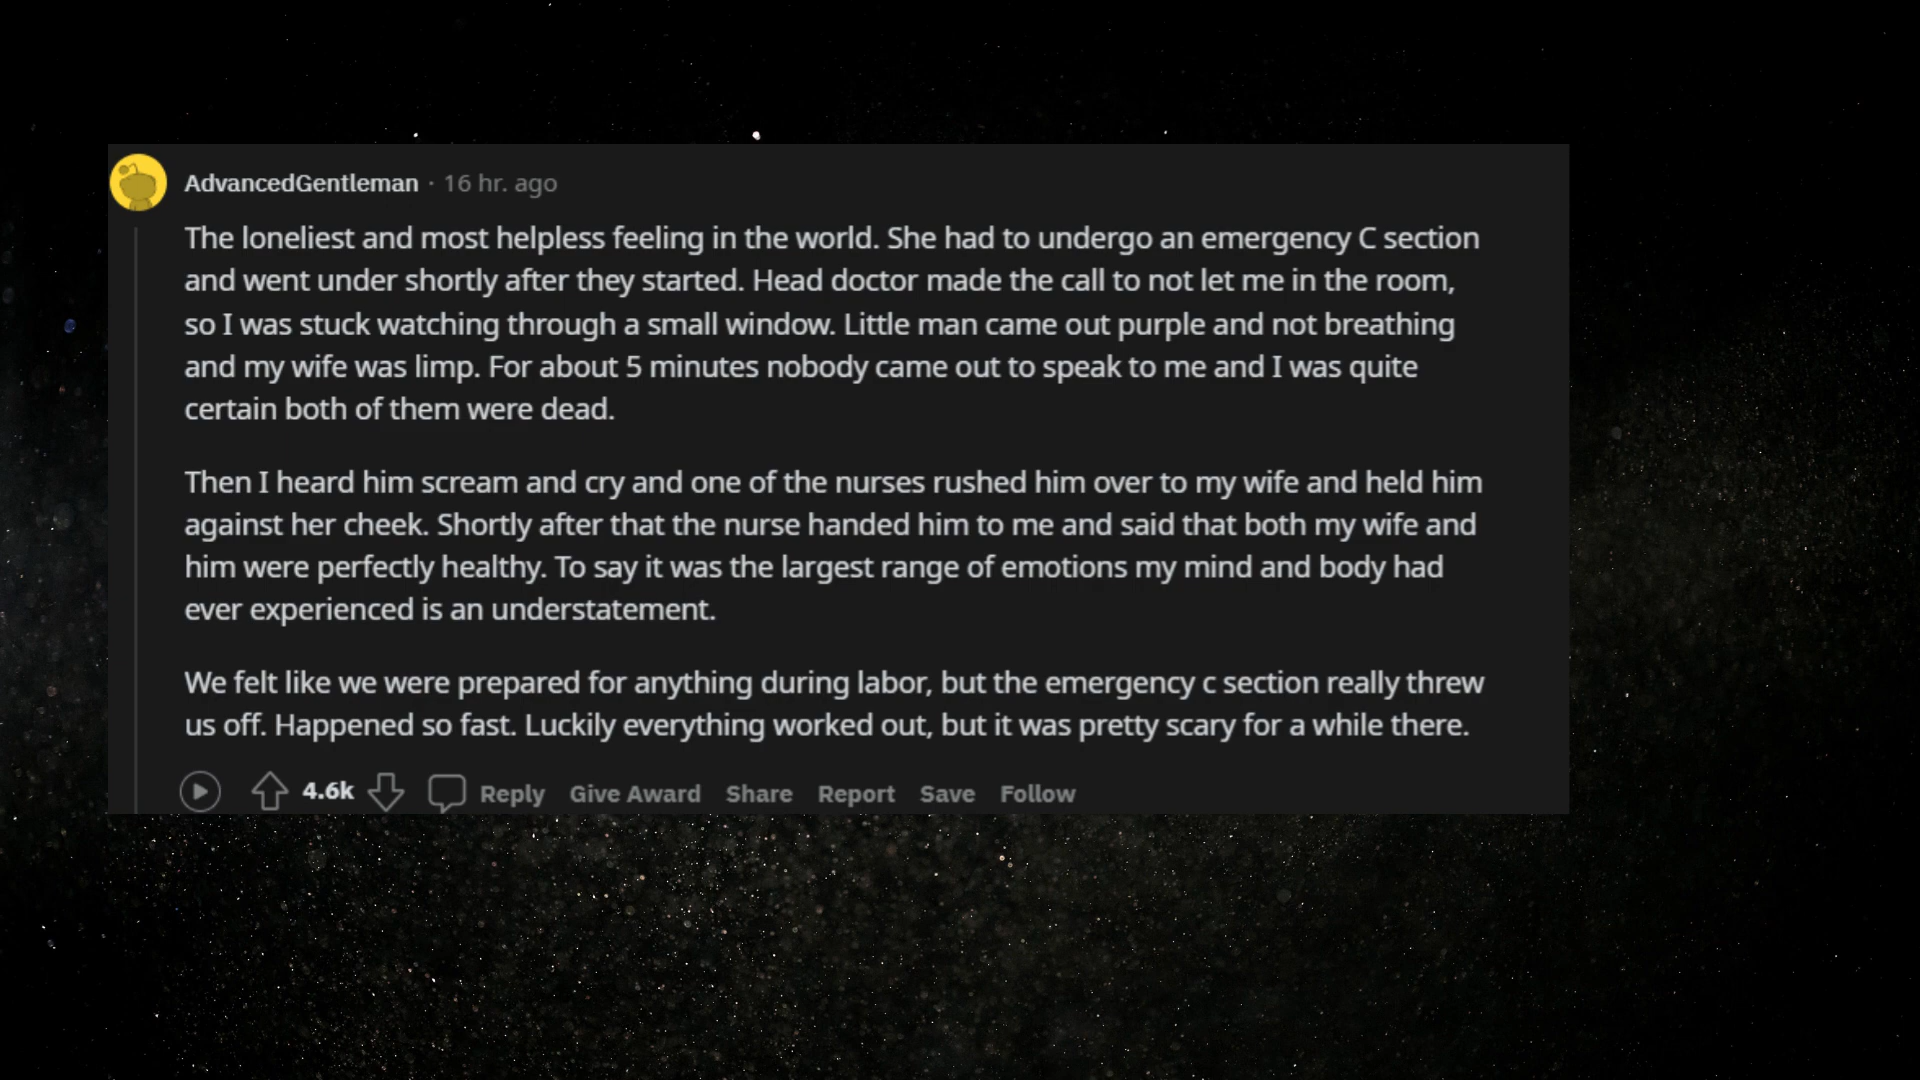 AdvancedGentleman · 16 hr. ago
The loneliest and most helpless feeling in the world. She had to undergo an emergency C section
and went under shortly after they started. Head doctor made the call to not let me in the room,
so I was stuck watching through a small window. Little man came out purple and not breathing
and my wife was limp. For about 5 minutes nobody came out to speak to me and I was quite
certain both of them were dead.
Then I heard him scream and cry and one of the nurses rushed him over to my wife and held him
against her cheek. Shortly after that the nurse handed him to me and said that both my wife and
him were perfectly healthy. To say it was the largest range of emotions my mind and body had
ever experienced is an understatement.
We felt like we were prepared for anything during labor, but the emergency c section really threw
us off. Happened so fast. Luckily everything worked out, but it was pretty scary for a while there.
4.6k Reply Give Award Share Report Save Follow